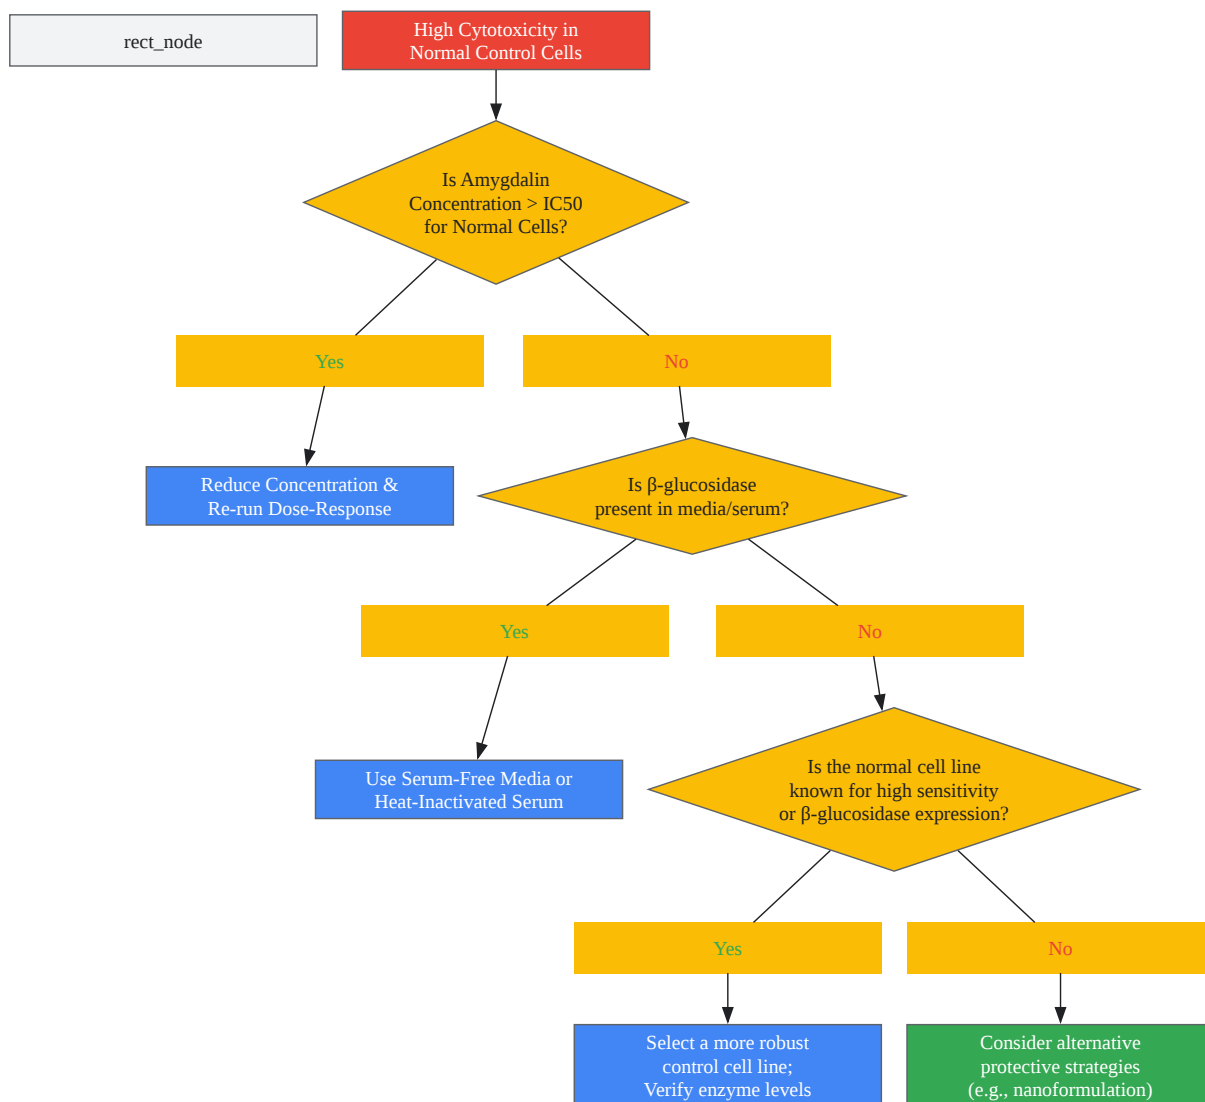 rect_node
High Cytotoxicity in
Normal Control Cells
Is Amygdalin
Concentration > IC50
for Normal Cells?
Yes
No
Reduce Concentration &
Re-run Dose-Response
Is β-glucosidase
present in media/serum?
Yes
No
Use Serum-Free Media or
Heat-Inactivated Serum
Is the normal cell line
known for high sensitivity
or β-glucosidase expression?
Yes
No
Select a more robust
control cell line;
Verify enzyme levels
Consider alternative
protective strategies
(e.g., nanoformulation)